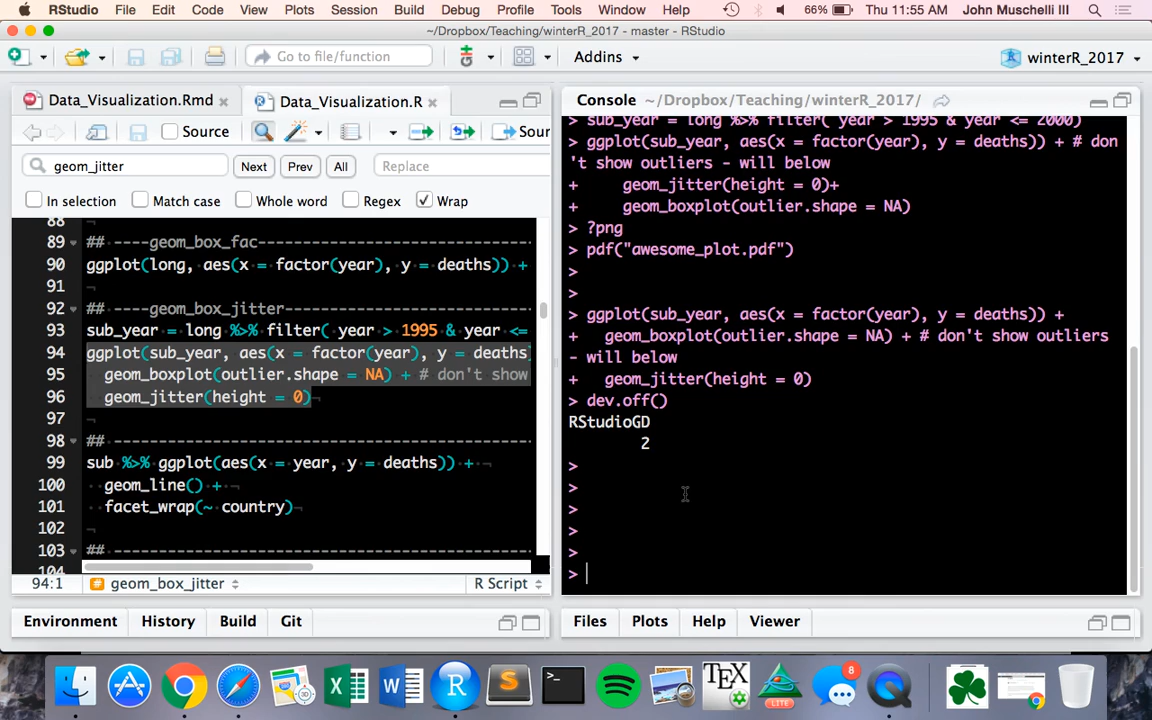 RStudio File Edit Code View Plots Session Build Debug Profile Tools Window Help 66% Thu 11:55 AM John Muschelli III
~/Dropbox/Teaching/winterR_2017 - master - RStudio
Go to file/function Addins winterR_2017
Data_Visualization.Rmd Data_Visualization.R
Source Sour
geom_jitter Next Prev All Replace
In selection Match case Whole word Regex Wrap
88
89 ## ----geom_box_fac----------------------------------
90 ggplot(long, aes(x = factor(year), y = deaths)) +
91
92 ## ----geom_box_jitter-------------------------------
93 sub_year = long %>% filter( year > 1995 & year <=
94 ggplot(sub_year, aes(x = factor(year), y = deaths)
95 geom_boxplot(outlier.shape = NA) + # don't show
96 geom_jitter(height = 0)
97
98 ## --------------------------------------------------
99 sub %>% ggplot(aes(x = year, y = deaths)) +
100 geom_line() +
101 facet_wrap(~ country)
102
103 ## --------------------------------------------------
104
94:1 geom_box_jitter R Script
Console ~/Dropbox/Teaching/winterR_2017/
> sub_year = long %>% filter( year > 1995 & year <= 2000)
> ggplot(sub_year, aes(x = factor(year), y = deaths)) + # don
't show outliers - will below
+ geom_jitter(height = 0)+
+ geom_boxplot(outlier.shape = NA)
> ?png
> pdf("awesome_plot.pdf")
>
>
> ggplot(sub_year, aes(x = factor(year), y = deaths)) +
+ geom_boxplot(outlier.shape = NA) + # don't show outliers
- will below
+ geom_jitter(height = 0)
> dev.off()
RStudioGD
2
>
>
>
>
>
>
Environment History Build Git
Files Plots Help Viewer
30 X W R S >_ TEX LITE 8